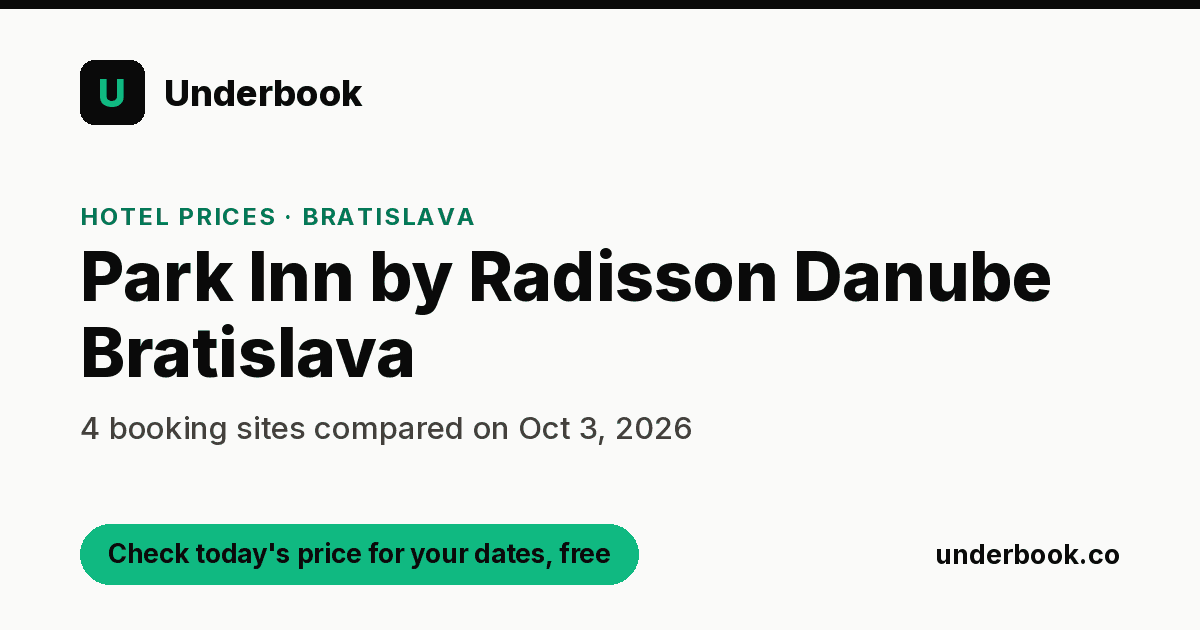 U Underbook
HOTEL PRICES · BRATISLAVA
Park Inn by Radisson Danube
Bratislava
4 booking sites compared on Oct 3, 2026
Check today's price for your dates, free
underbook.co